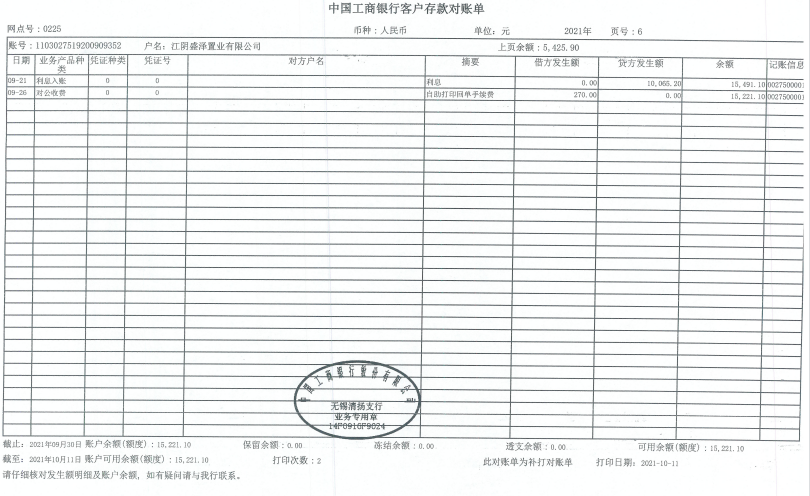 中国工商银行客户存款对账单
网点号：0225 币种：人民币 单位：元 2021年 页号：6
账号：1103027519200909352 户名：江阴盛泽置业有限公司 上页余额：5,425.90
日期 业务产品种类 凭证种类 凭证号 对方户名 摘要 借方发生额 贷方发生额 余额 记账信息
09-21 利息入账 0 0 利息 0.00 10,065.20 15,491.10 0027500001
09-26 对公收费 0 0 自助打印回单手续费 270.00 0.00 15,221.10 0027500001
中国工商银行股份有限公司
无锡清扬支行
业务专用章
14F0916F9024
截止：2021年09月30日 账户余额(额度)：15,221.10 保留余额：0.00 冻结余额：0.00 透支余额：0.00 可用余额(额度)：15,221.10
截至：2021年10月11日 账户可用余额(额度)：15,221.10 打印次数：2 此对账单为补打对账单 打印日期：2021-10-11
请仔细核对发生额明细及账户余额，如有疑问请与我行联系。